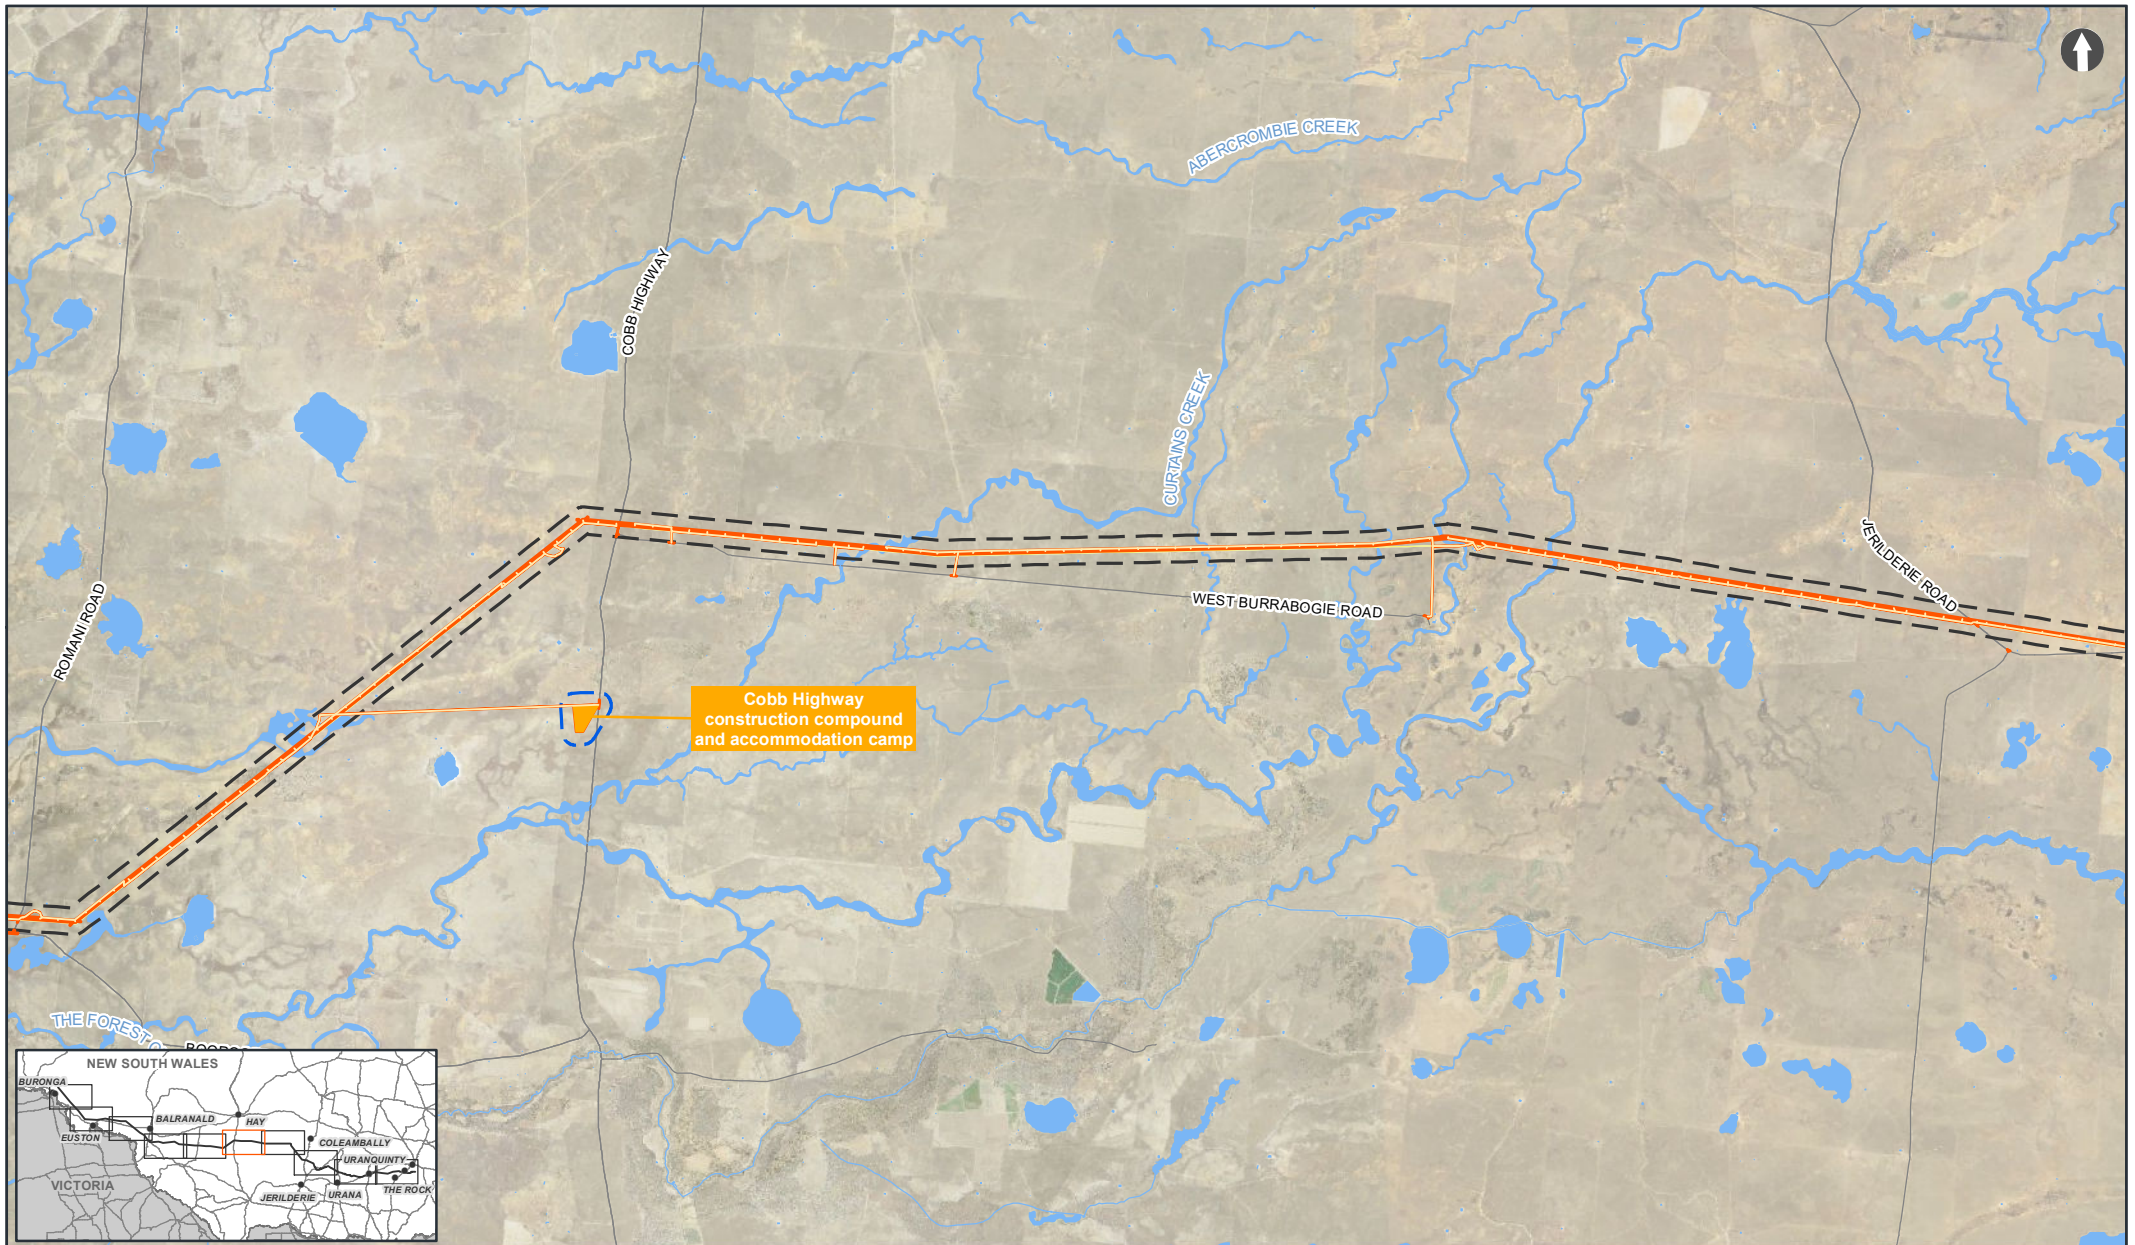 ABERCROMBIE CREEK
COBB HIGHWAY
CURTAINS CREEK
JERILDERIE ROAD
ROMANI ROAD
WEST BURRABOGIE ROAD
Cobb Highway
construction compound
and accommodation camp
THE FOREST
NEW SOUTH WALES
BURONGA
BALRANALD
HAY
EUSTON
COLEAMBALLY
URANQUINTY
VICTORIA
JERILDERIE
URANA
THE ROCK